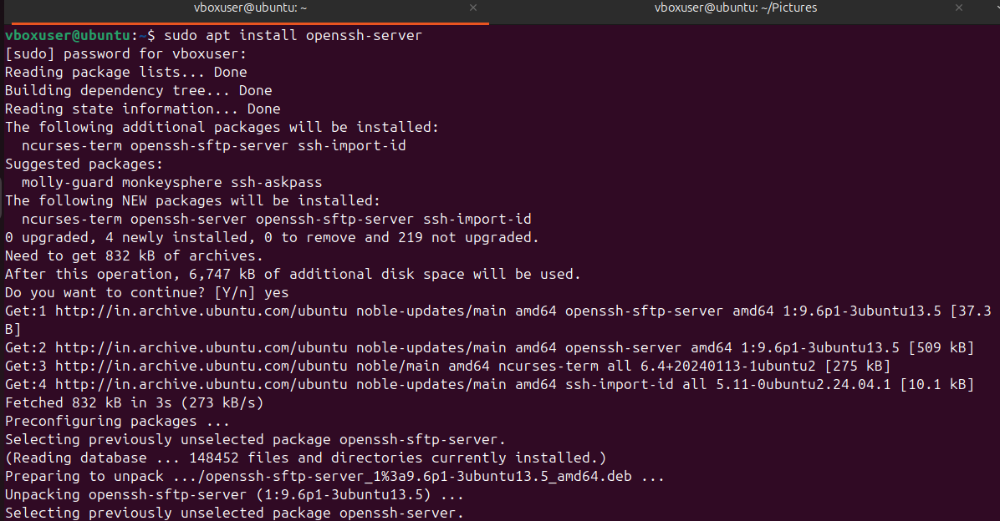 vboxuser@ubuntu: ~ × vboxuser@ubuntu: ~/Pictures ×
vboxuser@ubuntu:~$ sudo apt install openssh-server
[sudo] password for vboxuser:
Reading package lists... Done
Building dependency tree... Done
Reading state information... Done
The following additional packages will be installed:
  ncurses-term openssh-sftp-server ssh-import-id
Suggested packages:
  molly-guard monkeysphere ssh-askpass
The following NEW packages will be installed:
  ncurses-term openssh-server openssh-sftp-server ssh-import-id
0 upgraded, 4 newly installed, 0 to remove and 219 not upgraded.
Need to get 832 kB of archives.
After this operation, 6,747 kB of additional disk space will be used.
Do you want to continue? [Y/n] yes
Get:1 http://in.archive.ubuntu.com/ubuntu noble-updates/main amd64 openssh-sftp-server amd64 1:9.6p1-3ubuntu13.5 [37.3
B]
Get:2 http://in.archive.ubuntu.com/ubuntu noble-updates/main amd64 openssh-server amd64 1:9.6p1-3ubuntu13.5 [509 kB]
Get:3 http://in.archive.ubuntu.com/ubuntu noble/main amd64 ncurses-term all 6.4+20240113-1ubuntu2 [275 kB]
Get:4 http://in.archive.ubuntu.com/ubuntu noble-updates/main amd64 ssh-import-id all 5.11-0ubuntu2.24.04.1 [10.1 kB]
Fetched 832 kB in 3s (273 kB/s)
Preconfiguring packages ...
Selecting previously unselected package openssh-sftp-server.
(Reading database ... 148452 files and directories currently installed.)
Preparing to unpack .../openssh-sftp-server_1%3a9.6p1-3ubuntu13.5_amd64.deb ...
Unpacking openssh-sftp-server (1:9.6p1-3ubuntu13.5) ...
Selecting previously unselected package openssh-server.